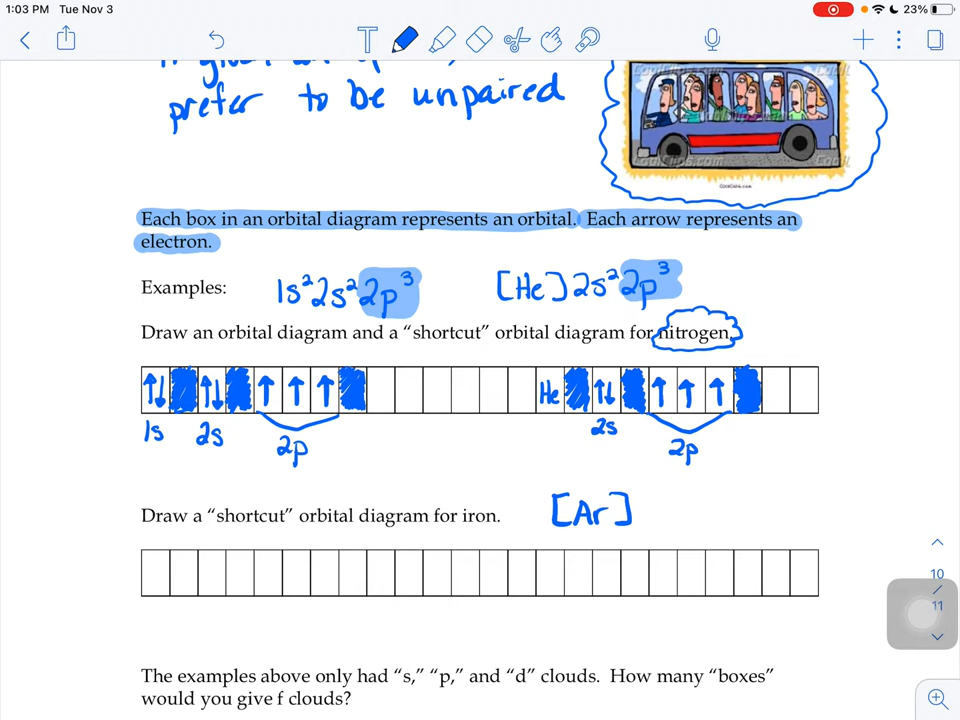 1:03 PM Tue Nov 3
23%
prefer to be unpaired
CoolClips.com
Each box in an orbital diagram represents an orbital. Each arrow represents an
electron.
Examples: 1s²2s²2p³ [He]2s²2p³
Draw an orbital diagram and a “shortcut” orbital diagram for nitrogen.
↑↓ ↑↓ ↑ ↑ ↑ He ↑↓ ↑ ↑ ↑
1s 2s 2p 2s 2p
Draw a “shortcut” orbital diagram for iron. [Ar]
10
/
11
The examples above only had “s,” “p,” and “d” clouds. How many “boxes”
would you give f clouds?